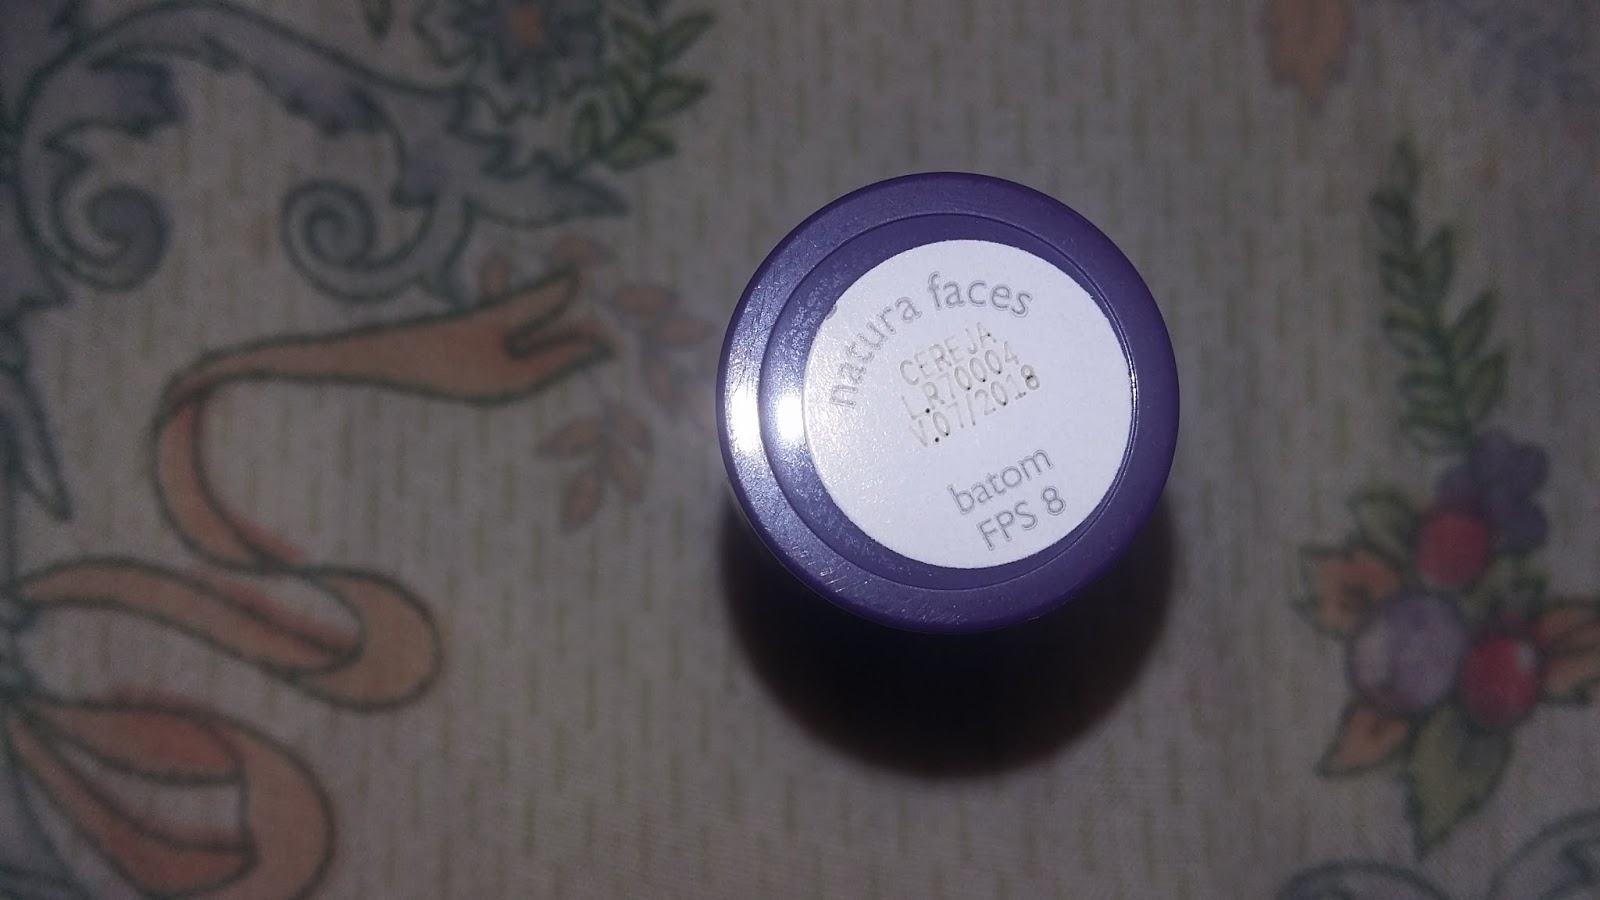 natura faces
CEREJA
L.R70004
V.07/2018
batom
FPS 8